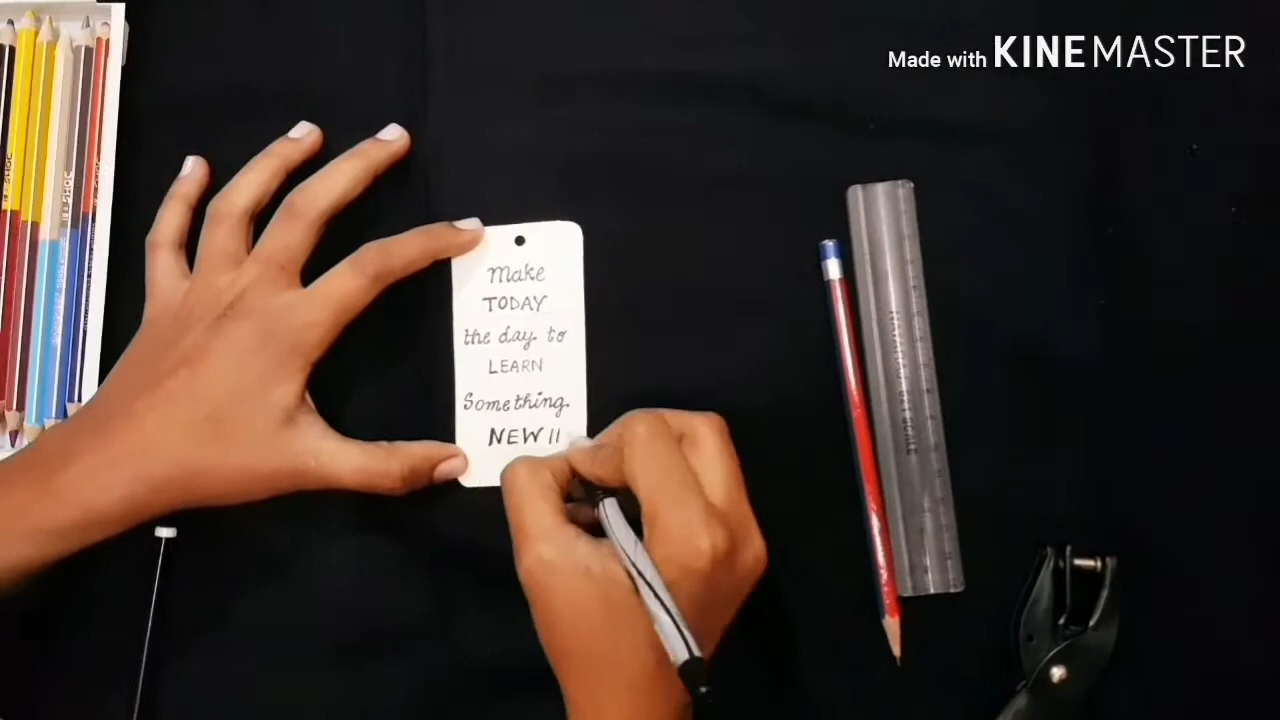 Made with KINEMASTER
Make
TODAY
the day to
LEARN
Something
NEW !!